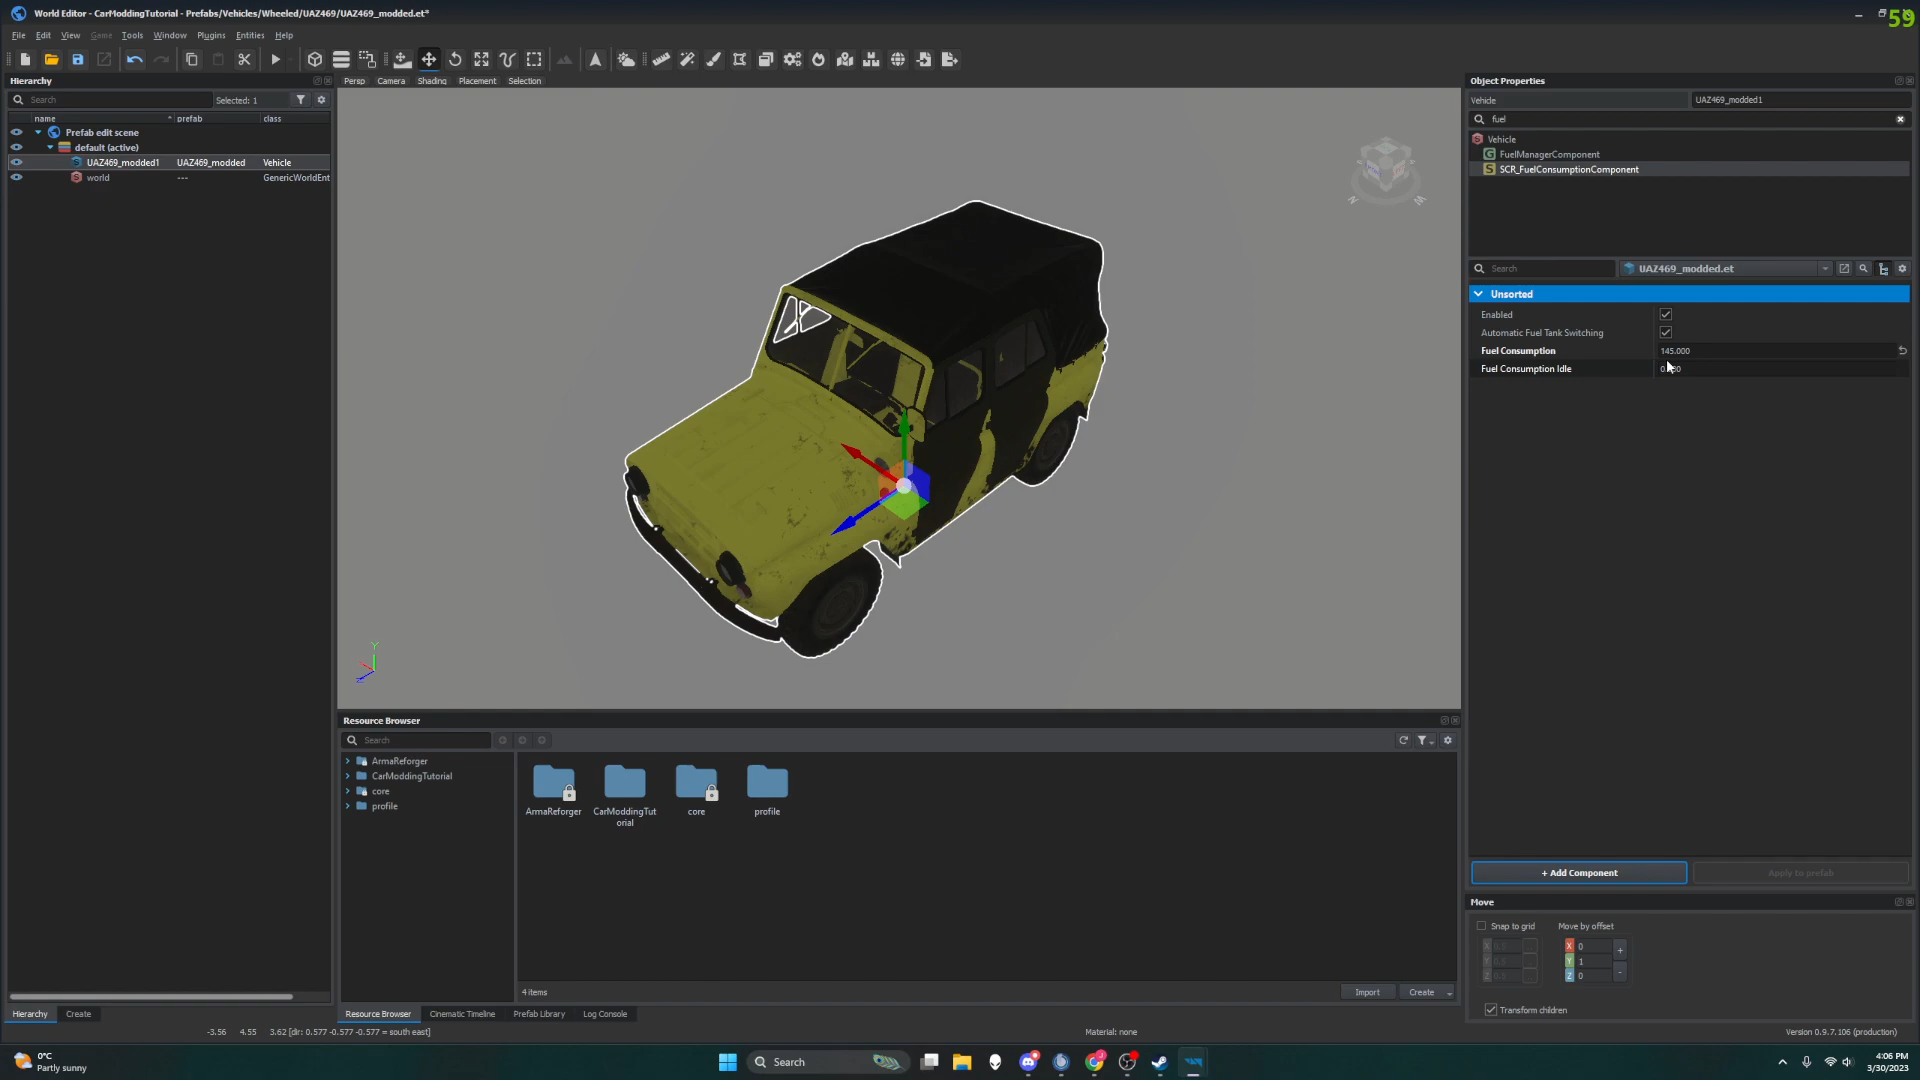 World Editor - CarModdingTutorial - Prefabs/Vehicles/Wheeled/UAZ469/UAZ469_modded.et*
59
File Edit View Game Tools Window Plugins Entities Help
Hierarchy
Search
Selected: 1
name prefab class
Prefab edit scene
default (active)
UAZ469_modded1 UAZ469_modded Vehicle
world --- GenericWorldEnt
Persp Camera Shading Placement Selection
Y
Object Properties
Vehicle UAZ469_modded1
fuel
Vehicle
FuelManagerComponent
SCR_FuelConsumptionComponent
Search
UAZ469_modded.et
Unsorted
Enabled
Automatic Fuel Tank Switching
Fuel Consumption 145.000
Fuel Consumption Idle
+ Add Component
Apply to prefab
Move
Snap to grid
Move by offset
X 0.5 X 0 +
Y 0.5 Y 1
Z 0.5 Z 0 -
Transform children
Resource Browser
Search
ArmaReforger
CarModdingTutorial
core
profile
ArmaReforger
CarModdingTut
orial
core
profile
4 items
Import
Create
Hierarchy Create
Resource Browser Cinematic Timeline Prefab Library Log Console
-3.56 4.55 3.62 [dir: 0.577 -0.577 -0.577 = south east]
Material: none
Version 0.9.7.106 (production)
0°C
Partly sunny
Search
4:06 PM
3/30/2023